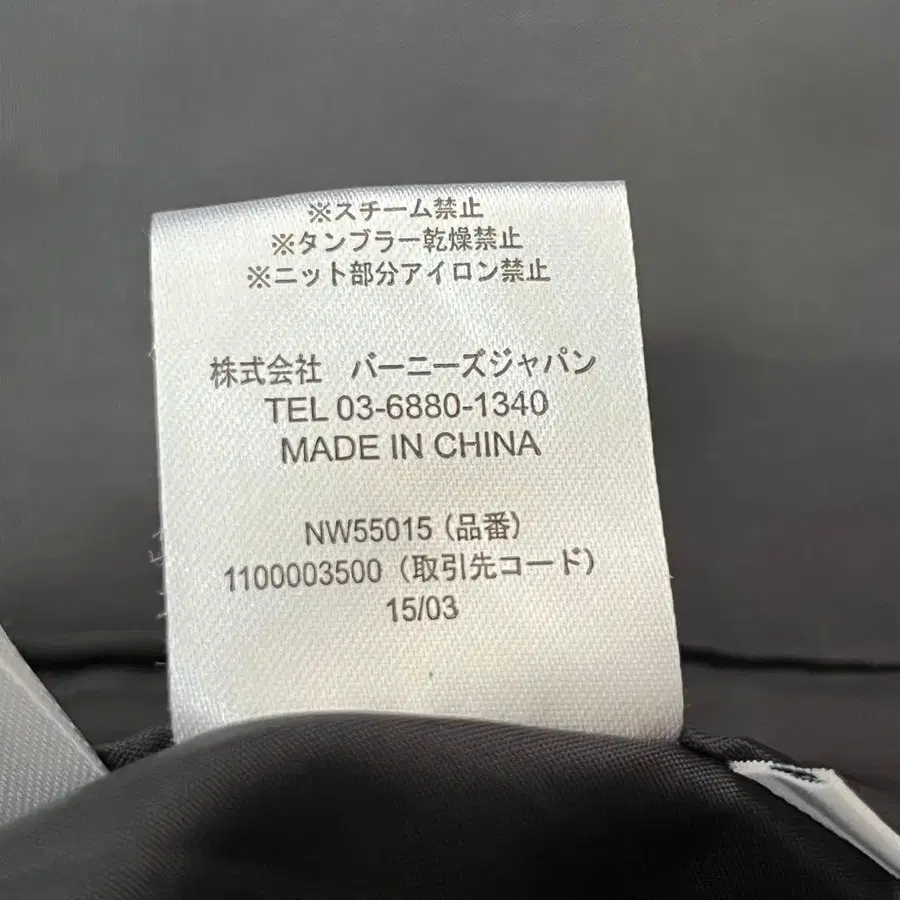 ※スチーム禁止
※タンブラー乾燥禁止
※ニット部分アイロン禁止
株式会社　バーニーズジャパン
TEL 03-6880-1340
MADE IN CHINA
NW55015 (品番)
1100003500 (取引先コード)
15/03